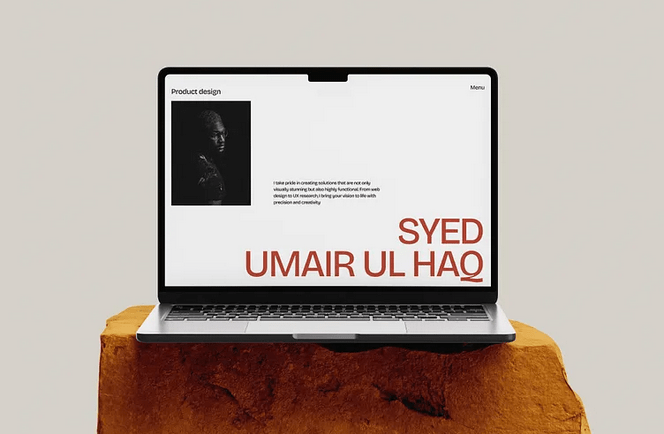 Product design
Menu
I take pride in creating solutions that are not only
visually stunning but also highly functional. From web
design to UX research, I bring your vision to life with
precision and creativity.
SYED
UMAIR UL HAQ